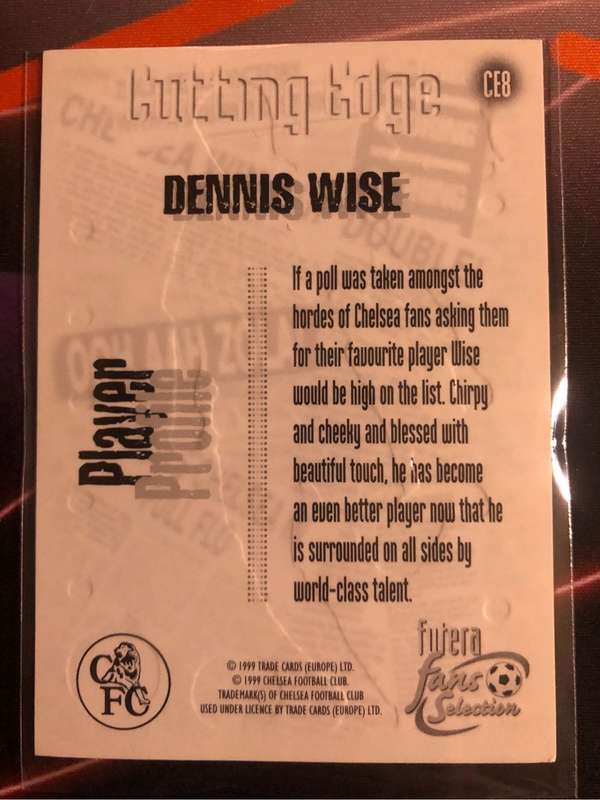 Cutting Edge
CE8
DENNIS WISE
Player
Profile
If a poll was taken amongst the
hordes of Chelsea fans asking them
for their favourite player Wise
would be high on the list. Chirpy
and cheeky and blessed with
beautiful touch, he has become
an even better player now that he
is surrounded on all sides by
world-class talent.
CFC
© 1999 TRADE CARDS (EUROPE) LTD.
© 1999 CHELSEA FOOTBALL CLUB.
TRADEMARK(S) OF CHELSEA FOOTBALL CLUB
USED UNDER LICENCE BY TRADE CARDS (EUROPE) LTD.
futera
fans
Selection